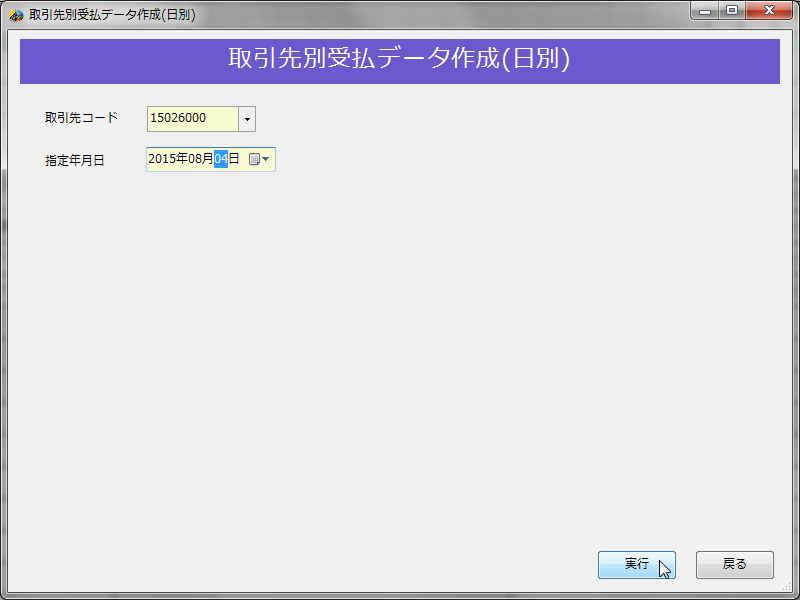 取引先別受払データ作成(日別)
取引先別受払データ作成(日別)
取引先コード 15026000
指定年月日 2015年08月04日
実行 戻る